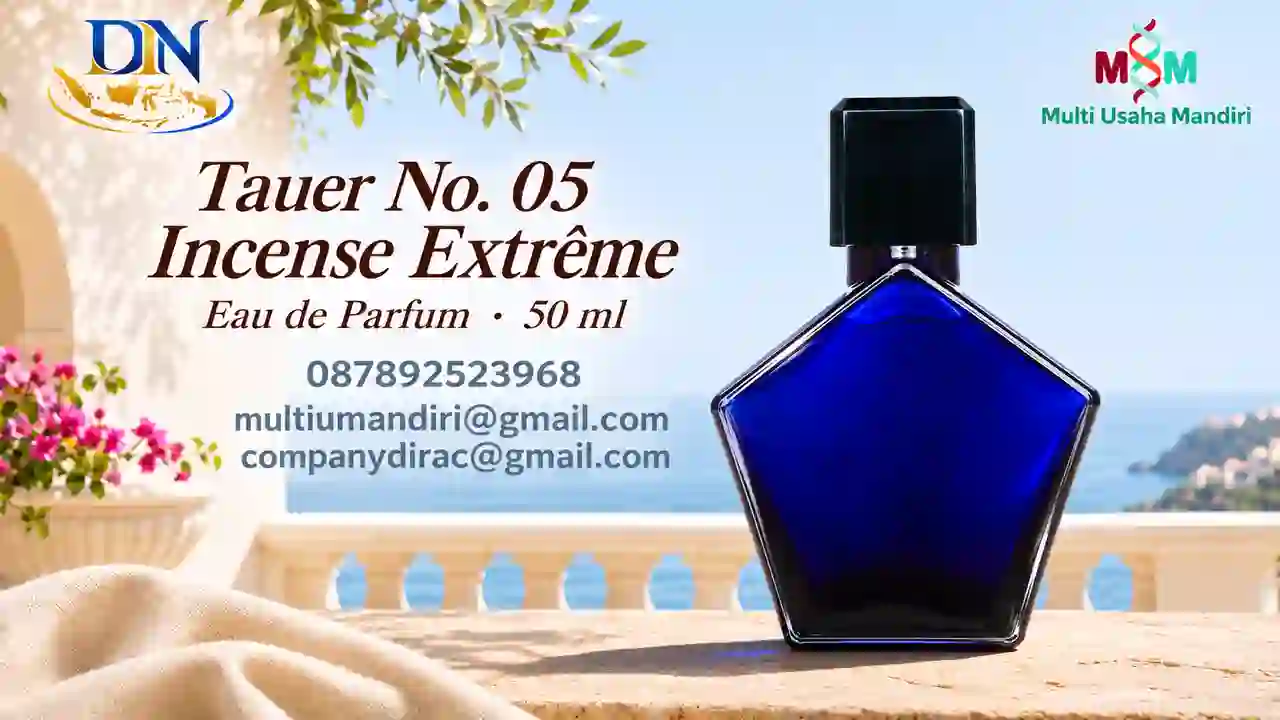 DIN
MSM
Multi Usaha Mandiri
Tauer No. 05
Incense Extrême
Eau de Parfum · 50 ml
087892523968
multiumandiri@gmail.com
companydirac@gmail.com